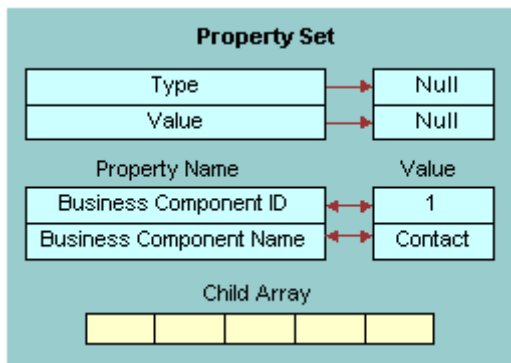 Property Set
Type Null
Value Null
Property Name Value
Business Component ID 1
Business Component Name Contact
Child Array